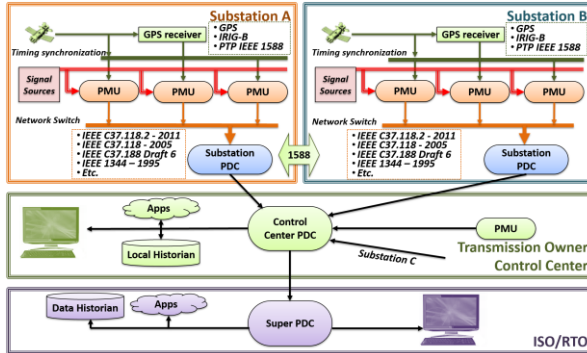 Substation A
GPS receiver
• GPS
• IRIG-B
• PTP IEEE 1588
Timing synchronization
Signal
Sources
PMU
PMU
PMU
Network Switch
• IEEE C37.118.2 - 2011
• IEEE C37.118 - 2005
• IEEE C37.188 Draft 6
• IEEE 1344 – 1995
• Etc.
Substation
PDC
1588
Substation B
GPS receiver
• GPS
• IRIG-B
• PTP IEEE 1588
Timing synchronization
Signal
Sources
PMU
PMU
PMU
Network Switch
• IEEE C37.118.2 - 2011
• IEEE C37.118 - 2005
• IEEE C37.188 Draft 6
• IEEE 1344 – 1995
• Etc.
Substation
PDC
Apps
Local Historian
Control
Center PDC
PMU
Substation C
Transmission Owner
Control Center
Data Historian
Apps
Super PDC
ISO/RTO